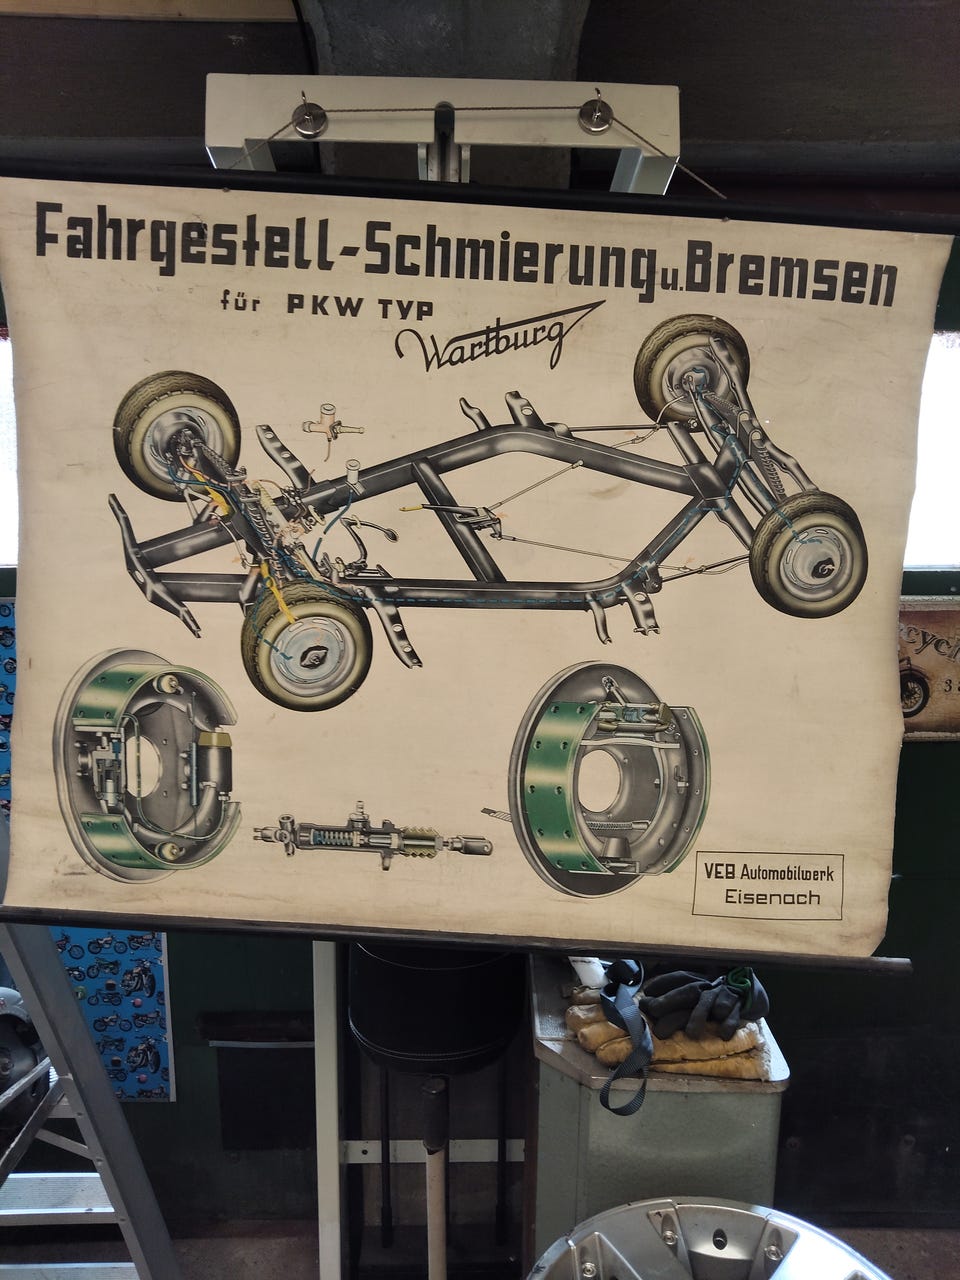 Fahrgestell-Schmierung u. Bremsen
für PKW TYP
Wartburg
VEB Automobilwerk
Eisenach